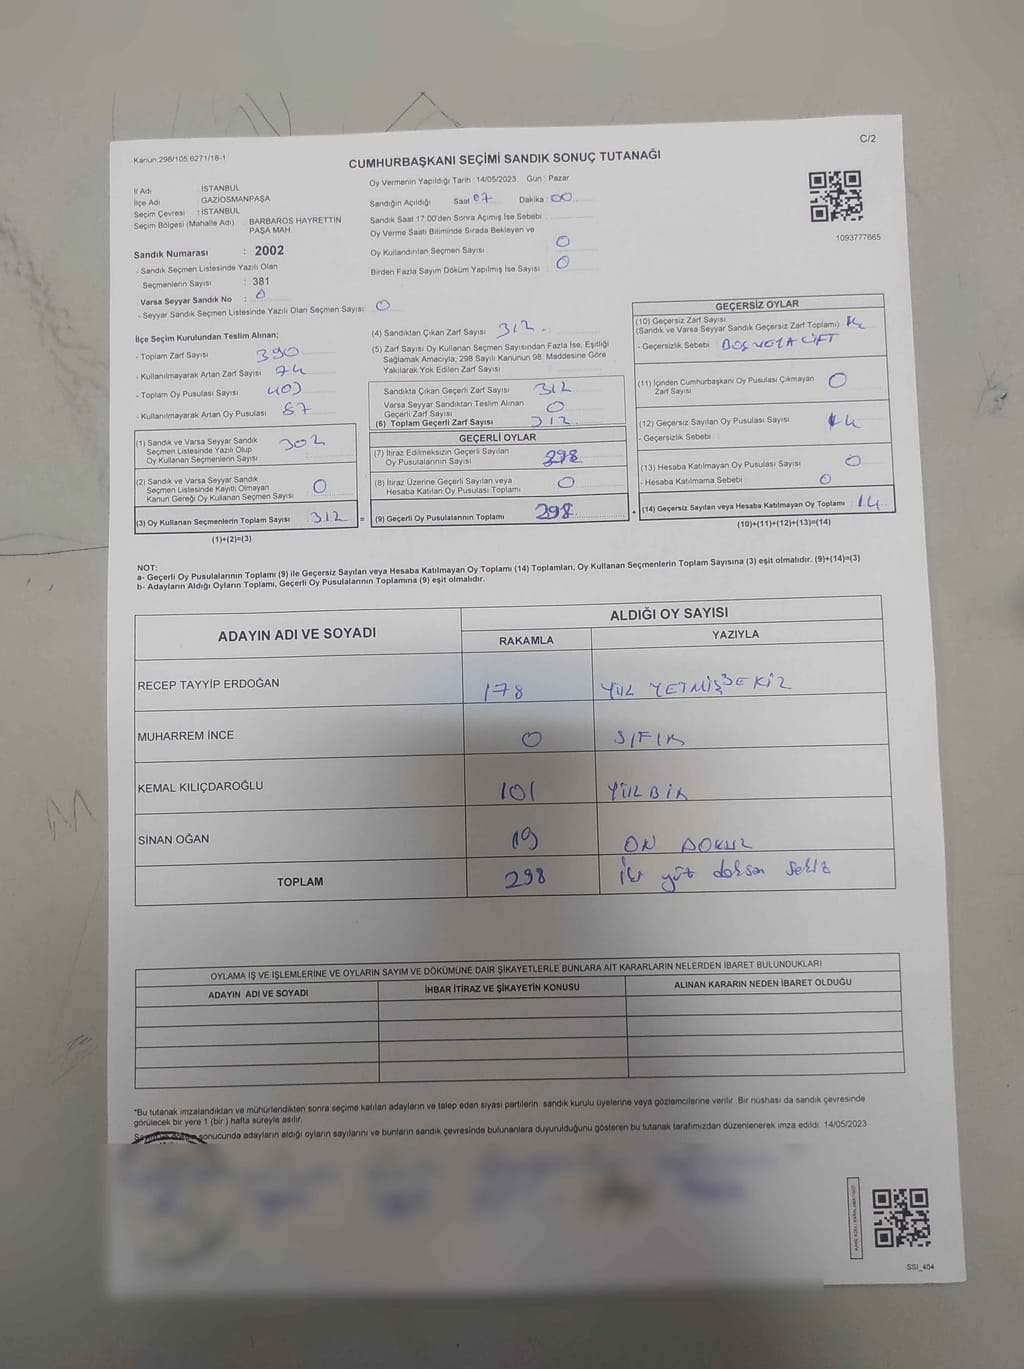 Kanun:298/105,6271/18-1
C/2
CUMHURBAŞKANI SEÇİMİ SANDIK SONUÇ TUTANAĞI
İl Adı : İSTANBUL
İlçe Adı : GAZİOSMANPAŞA
Seçim Çevresi : İSTANBUL
Seçim Bölgesi (Mahalle Adı) : BARBAROS HAYRETTİN PAŞA MAH
Sandık Numarası : 2002
- Sandık Seçmen Listesinde Yazılı Olan
Seçmenlerin Sayısı : 381
Varsa Seyyar Sandık No : 0
- Seyyar Sandık Seçmen Listesinde Yazılı Olan Seçmen Sayısı: 0
Oy Vermenin Yapıldığı Tarih : 14/05/2023 Gün : Pazar
Sandığın Açıldığı Saat 07 Dakika 00
Sandık Saat 17.00'den Sonra Açımış İse Sebebi
Oy Verme Saati Bitiminde Sırada Bekleyen ve
Oy Kullandırılan Seçmen Sayısı 0
Birden Fazla Sayım Döküm Yapılmış İse Sayısı 0
1093777665
İlçe Seçim Kurulundan Teslim Alınan;
- Toplam Zarf Sayısı 390
- Kullanılmayarak Artan Zarf Sayısı 74
- Toplam Oy Pusulası Sayısı 403
- Kullanılmayarak Artan Oy Pusulası 87
(1) Sandık ve Varsa Seyyar Sandık
Seçmen Listesinde Yazılı Olup
Oy Kullanan Seçmenlerin Sayısı 302
(2) Sandık ve Varsa Seyyar Sandık
Seçmen Listesinde Kayıtlı Olmayan
Kanun Gereği Oy Kullanan Seçmen Sayısı 0
(3) Oy Kullanan Seçmenlerin Toplam Sayısı : 312 =
(1)+(2)=(3)
(4) Sandıktan Çıkan Zarf Sayısı 312
(5) Zarf Sayısı Oy Kullanan Seçmen Sayısından Fazla İse, Eşitliği
Sağlamak Amacıyla; 298 Sayılı Kanunun 98. Maddesine Göre
Yakılarak Yok Edilen Zarf Sayısı
Sandıkta Çıkan Geçerli Zarf Sayısı 312
Varsa Seyyar Sandıktan Teslim Alınan
Geçerli Zarf Sayısı 0
(6) Toplam Geçerli Zarf Sayısı 312
GEÇERLİ OYLAR
(7) İtiraz Edilmeksizin Geçerli Sayılan
Oy Pusulalarının Sayısı 298
(8) İtiraz Üzerine Geçerli Sayılan veya
Hesaba Katılan Oy Pusulası Toplamı 0
(9) Geçerli Oy Pusulalarının Toplamı 298 +
GEÇERSİZ OYLAR
(10) Geçersiz Zarf Sayısı
(Sandık ve Varsa Seyyar Sandık Geçersiz Zarf Toplamı)
- Geçersizlik Sebebi BOŞ VEYA ÇİFT
(11) İçinden Cumhurbaşkanı Oy Pusulası Çıkmayan
Zarf Sayısı 0
(12) Geçersiz Sayılan Oy Pusulası Sayısı
- Geçersizlik Sebebi
(13) Hesaba Katılmayan Oy Pusulası Sayısı 0
- Hesaba Katılmama Sebebi 0
(14) Geçersiz Sayılan veya Hesaba Katılmayan Oy Toplamı 14
(10)+(11)+(12)+(13)=(14)
NOT:
a- Geçerli Oy Pusulalarının Toplamı (9) ile Geçersiz Sayılan veya Hesaba Katılmayan Oy Toplamı (14) Toplamları, Oy Kullanan Seçmenlerin Toplam Sayısına (3) eşit olmalıdır. (9)+(14)=(3)
b- Adayların Aldığı Oyların Toplamı, Geçerli Oy Pusulalarının Toplamına (9) eşit olmalıdır.
ADAYIN ADI VE SOYADI
ALDIĞI OY SAYISI
RAKAMLA YAZIYLA
RECEP TAYYİP ERDOĞAN 178 YÜZ YETMİŞSEKİZ
MUHARREM İNCE 0 SIFIR
KEMAL KILIÇDAROĞLU 101 YÜZ BİR
SİNAN OĞAN 19 ON DOKUZ
TOPLAM 298 iki yüz doksan sekiz
OYLAMA İŞ VE İŞLEMLERİNE VE OYLARIN SAYIM VE DÖKÜMÜNE DAİR ŞİKAYETLERLE BUNLARA AİT KARARLARIN NELERDEN İBARET BULUNDUKLARI
ADAYIN ADI VE SOYADI İHBAR İTİRAZ VE ŞİKAYETİN KONUSU ALINAN KARARIN NEDEN İBARET OLDUĞU
*Bu tutanak imzalandıktan ve mühürlendikten sonra seçime katılan adayların ve talep eden siyasi partilerin sandık kurulu üyelerine veya gözlemcilerine verilir. Bir nüshası da sandık çevresinde
görülecek bir yere 1 (bir ) hafta süreyle asılır.
sonucunda adayların aldığı oyların sayılarını ve bunların sandık çevresinde bulunanlara duyurulduğunu gösteren bu tutanak tarafımızdan düzenlenerek imza edildi. 14/05/2023
SSI_404